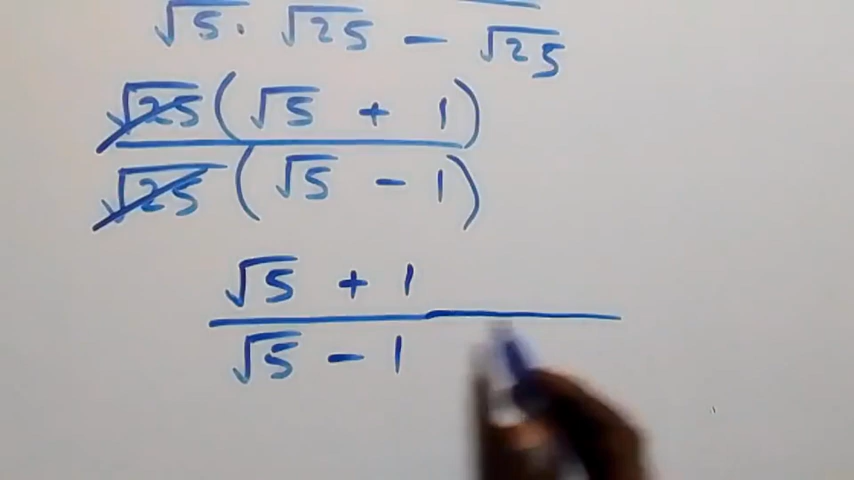 √5 · √25 − √25
√25(√5 + 1)
√25(√5 − 1)
√5 + 1
√5 − 1